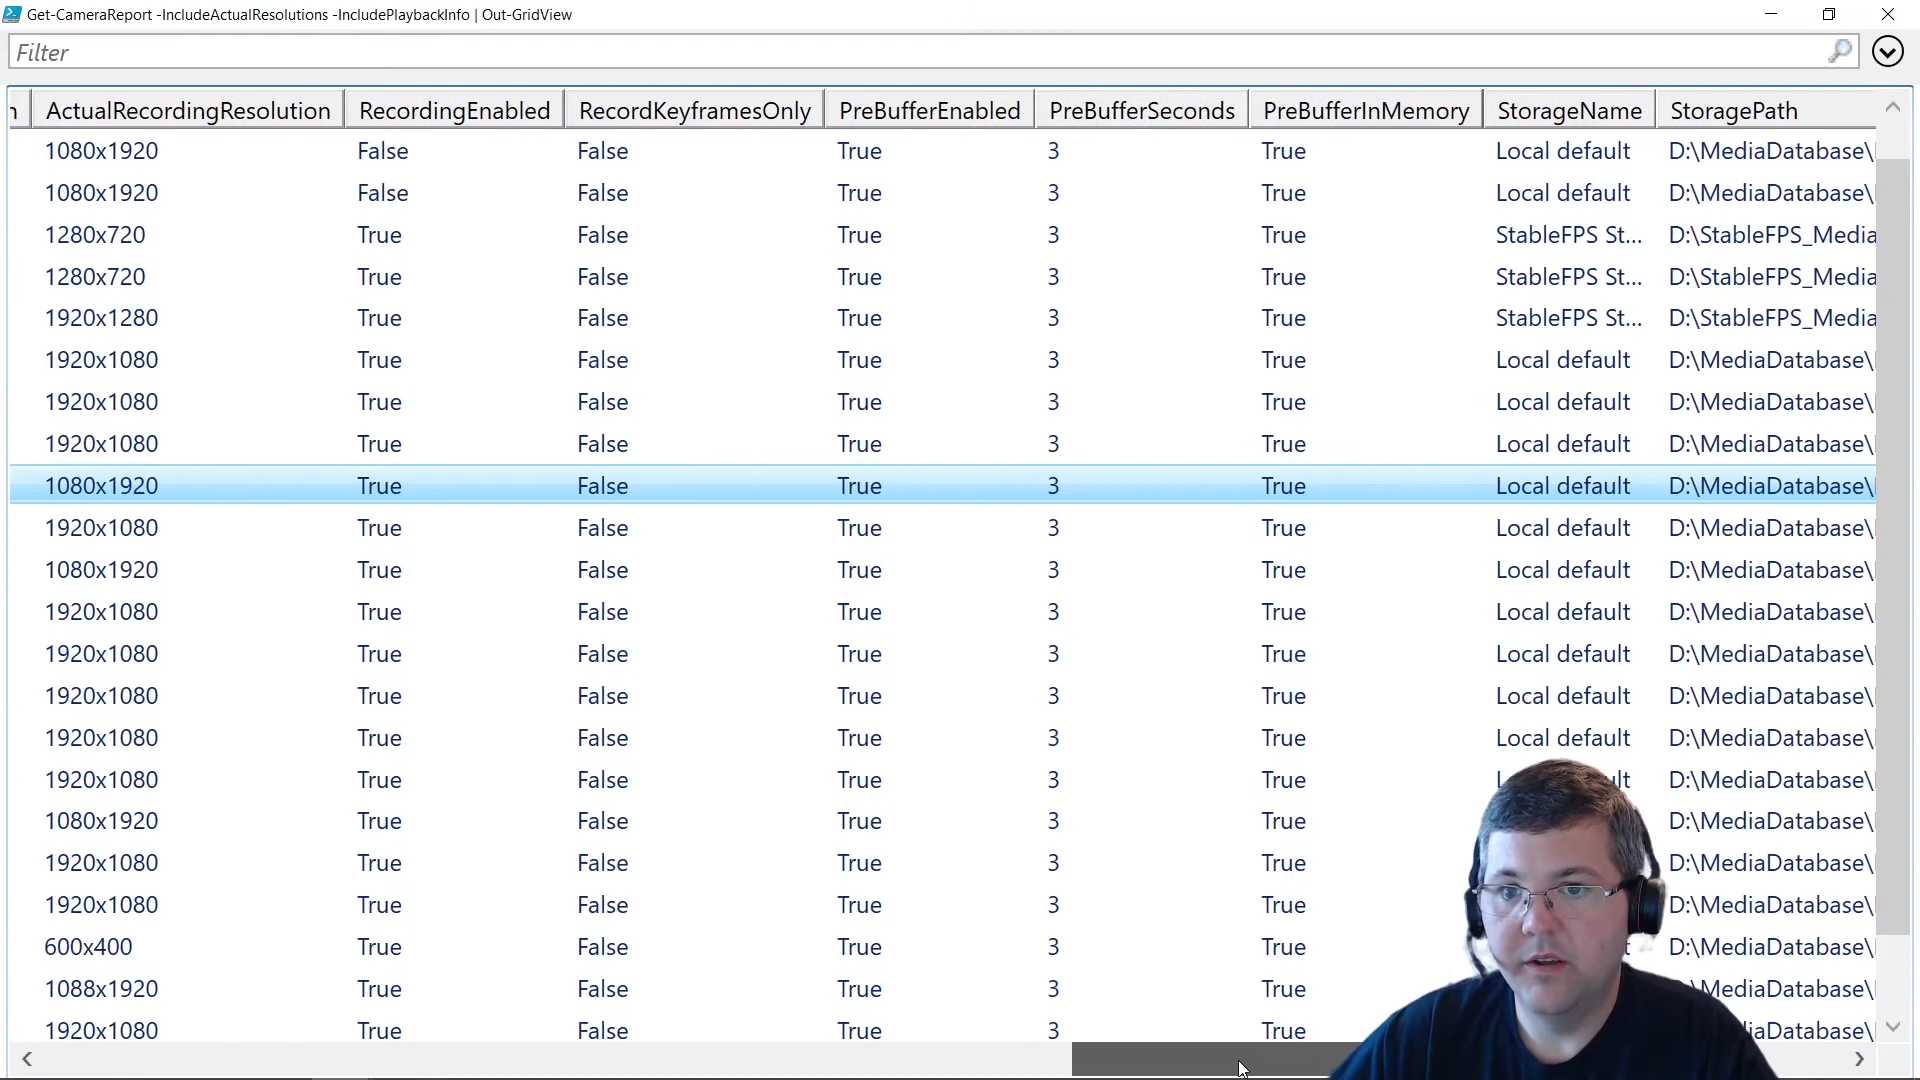 Get-CameraReport -IncludeActualResolutions -IncludePlaybackInfo | Out-GridView
Filter
n ActualRecordingResolution RecordingEnabled RecordKeyframesOnly PreBufferEnabled PreBufferSeconds PreBufferInMemory StorageName StoragePath
1080x1920 False False True 3 True Local default D:\MediaDatabase\
1080x1920 False False True 3 True Local default D:\MediaDatabase\
1280x720 True False True 3 True StableFPS St... D:\StableFPS_Media
1280x720 True False True 3 True StableFPS St... D:\StableFPS_Media
1920x1280 True False True 3 True StableFPS St... D:\StableFPS_Media
1920x1080 True False True 3 True Local default D:\MediaDatabase\
1920x1080 True False True 3 True Local default D:\MediaDatabase\
1920x1080 True False True 3 True Local default D:\MediaDatabase\
1080x1920 True False True 3 True Local default D:\MediaDatabase\
1920x1080 True False True 3 True Local default D:\MediaDatabase\
1080x1920 True False True 3 True Local default D:\MediaDatabase\
1920x1080 True False True 3 True Local default D:\MediaDatabase\
1920x1080 True False True 3 True Local default D:\MediaDatabase\
1920x1080 True False True 3 True Local default D:\MediaDatabase\
1920x1080 True False True 3 True Local default D:\MediaDatabase\
1920x1080 True False True 3 True D:\MediaDatabase\
1080x1920 True False True 3 True D:\MediaDatabase\
1920x1080 True False True 3 True D:\MediaDatabase\
1920x1080 True False True 3 True D:\MediaDatabase\
600x400 True False True 3 True D:\MediaDatabase\
1088x1920 True False True 3 True \MediaDatabase\
1920x1080 True False True 3 True iaDatabase\